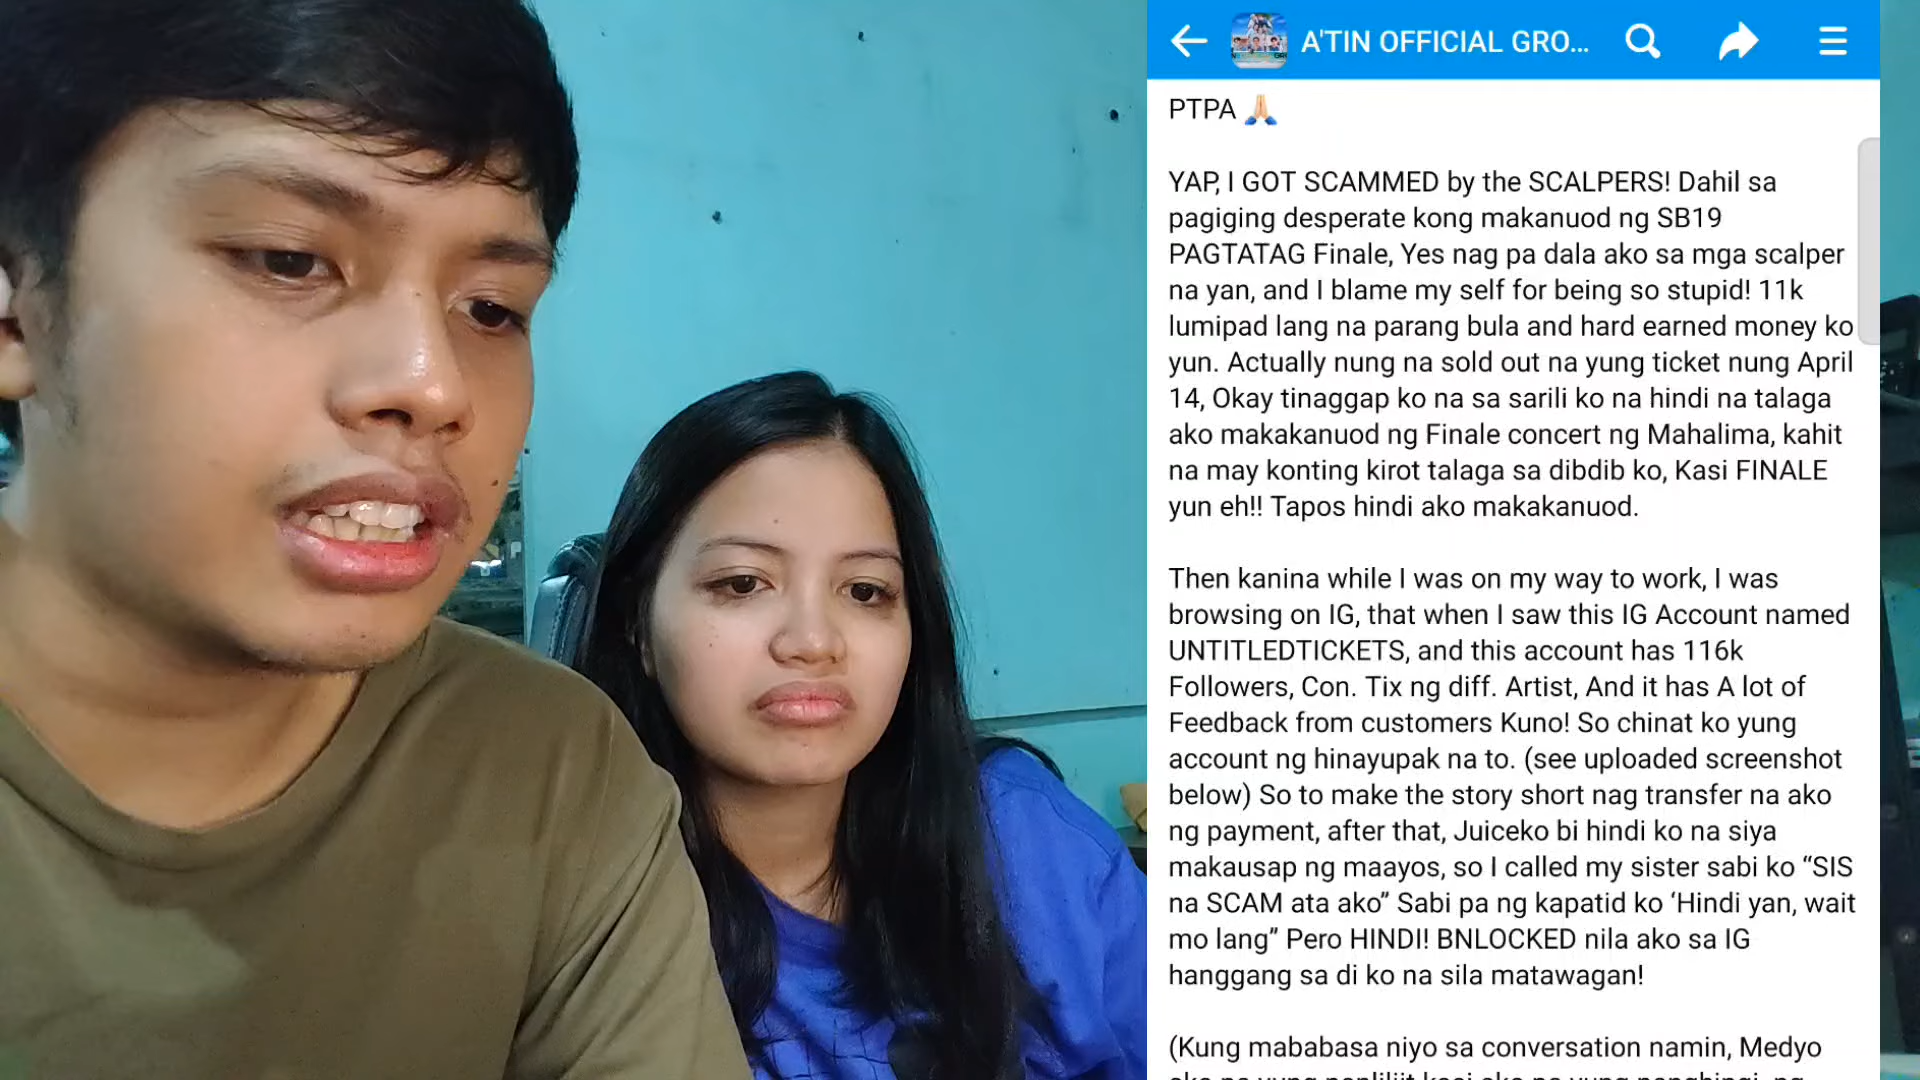 A'TIN OFFICIAL GRO...
PTPA 🙏🏻
YAP, I GOT SCAMMED by the SCALPERS! Dahil sa
pagiging desperate kong makanuod ng SB19
PAGTATAG Finale, Yes nag pa dala ako sa mga scalper
na yan, and I blame my self for being so stupid! 11k
lumipad lang na parang bula and hard earned money ko
yun. Actually nung na sold out na yung ticket nung April
14, Okay tinaggap ko na sa sarili ko na hindi na talaga
ako makakanuod ng Finale concert ng Mahalima, kahit
na may konting kirot talaga sa dibdib ko, Kasi FINALE
yun eh!! Tapos hindi ako makakanuod.
Then kanina while I was on my way to work, I was
browsing on IG, that when I saw this IG Account named
UNTITLEDTICKETS, and this account has 116k
Followers, Con. Tix ng diff. Artist, And it has A lot of
Feedback from customers Kuno! So chinat ko yung
account ng hinayupak na to. (see uploaded screenshot
below) So to make the story short nag transfer na ako
ng payment, after that, Juiceko bi hindi ko na siya
makausap ng maayos, so I called my sister sabi ko “SIS
na SCAM ata ako” Sabi pa ng kapatid ko ‘Hindi yan, wait
mo lang” Pero HINDI! BNLOCKED nila ako sa IG
hanggang sa di ko na sila matawagan!
(Kung mababasa niyo sa conversation namin, Medyo